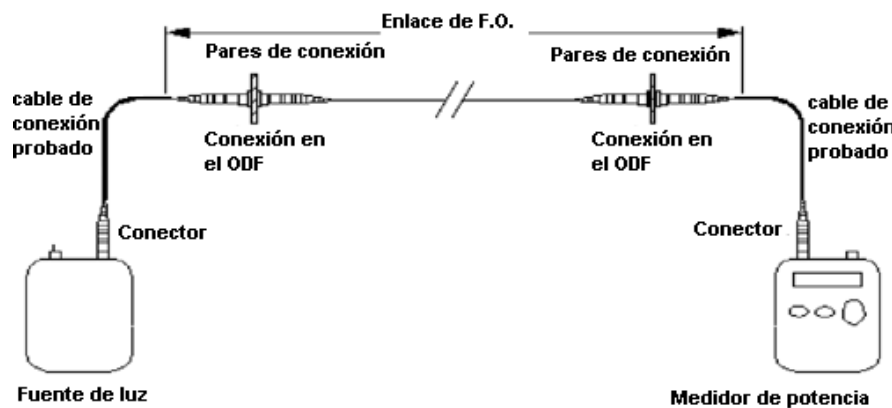 Enlace de F.O.
Pares de conexión
Pares de conexión
cable de
conexión
probado
cable de
conexión
probado
Conexión en
el ODF
Conexión en
el ODF
Conector
Conector
Fuente de luz
Medidor de potencia